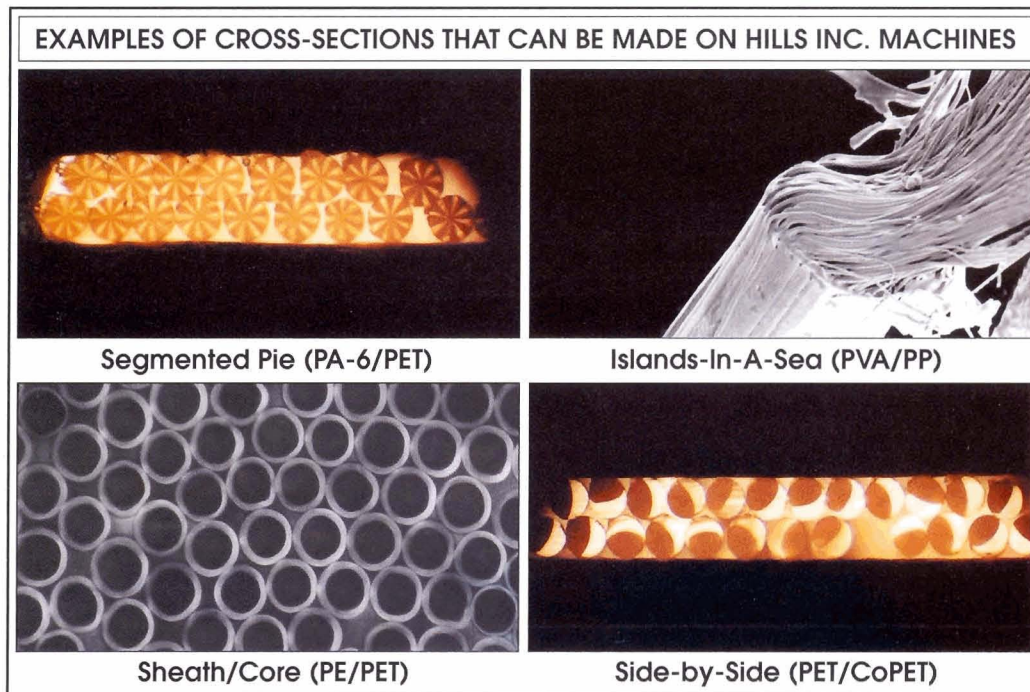 EXAMPLES OF CROSS-SECTIONS THAT CAN BE MADE ON HILLS INC. MACHINES
Segmented Pie (PA-6/PET)
Islands-In-A-Sea (PVA/PP)
Sheath/Core (PE/PET)
Side-by-Side (PET/CoPET)